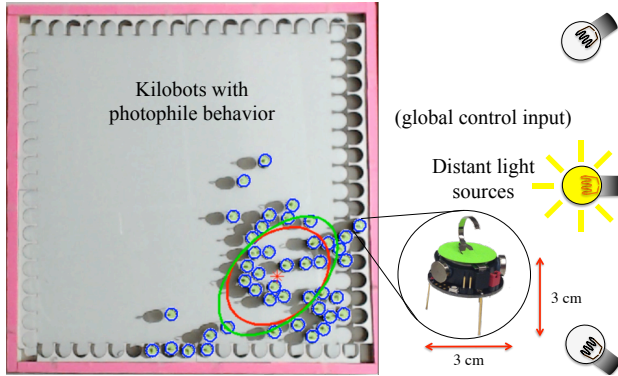 Kilobots with
photophile behavior
(global control input)
Distant light
sources
3 cm
3 cm